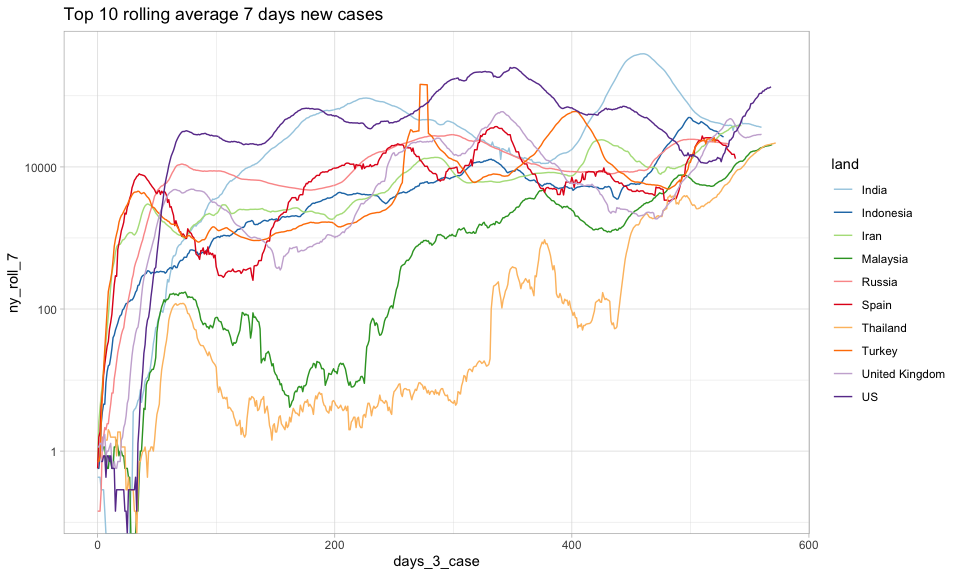 Top 10 rolling average 7 days new cases
ny_roll_7
10000
100
1
0
200
400
600
days_3_case
land
India
Indonesia
Iran
Malaysia
Russia
Spain
Thailand
Turkey
United Kingdom
US